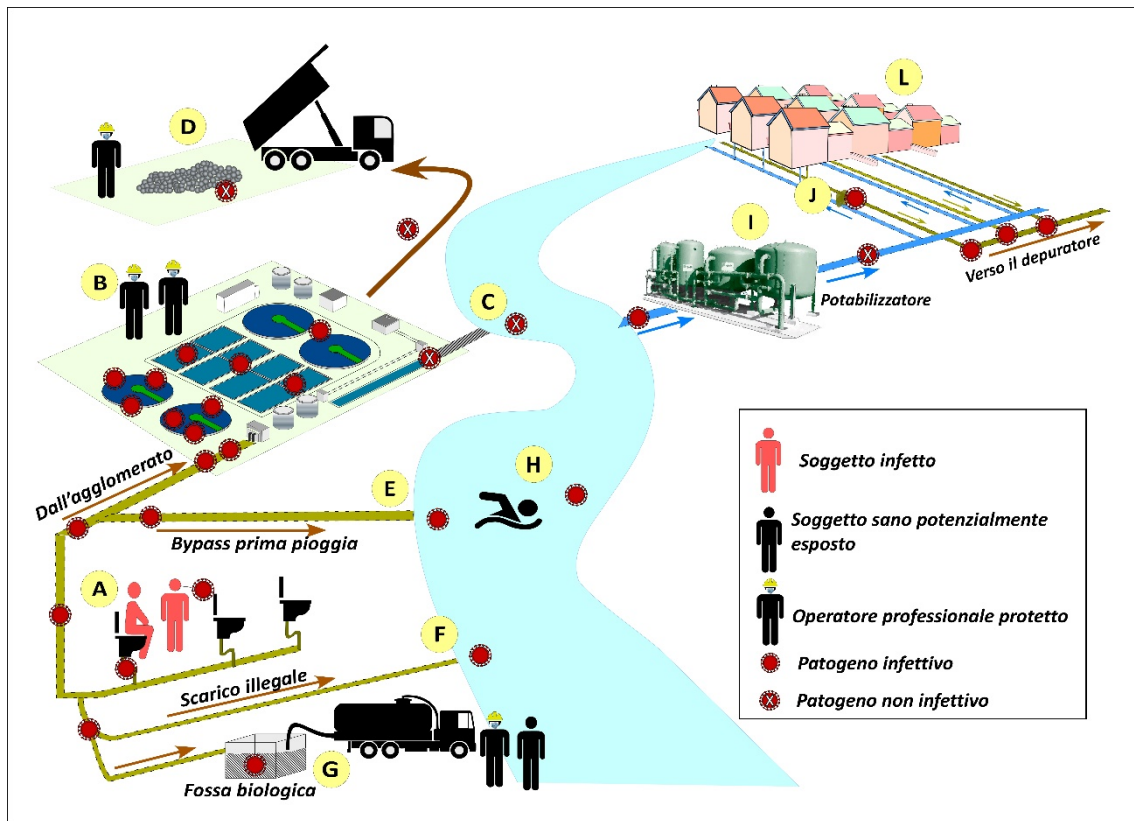 D
L
B
J
I
Verso il depuratore
Potabilizzatore
C
Dall'agglomerato
E
H
Bypass prima pioggia
A
F
Scarico illegale
G
Fossa biologica
Soggetto infetto
Soggetto sano potenzialmente
esposto
Operatore professionale protetto
Patogeno infettivo
X
Patogeno non infettivo